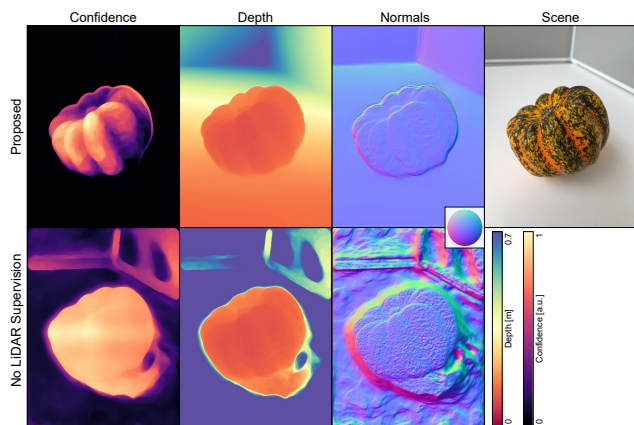 Confidence Depth Normals Scene
Proposed
No LiDAR Supervision
0.7
Depth [m]
0
1
Confidence [a.u.]
0